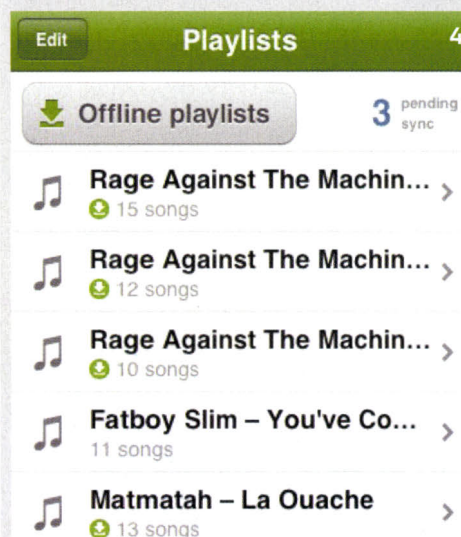 Edit
Playlists
4
Offline playlists
3
pending
sync
Rage Against The Machin...
15 songs
Rage Against The Machin...
12 songs
Rage Against The Machin...
10 songs
Fatboy Slim – You've Co...
11 songs
Matmatah – La Ouache
13 songs